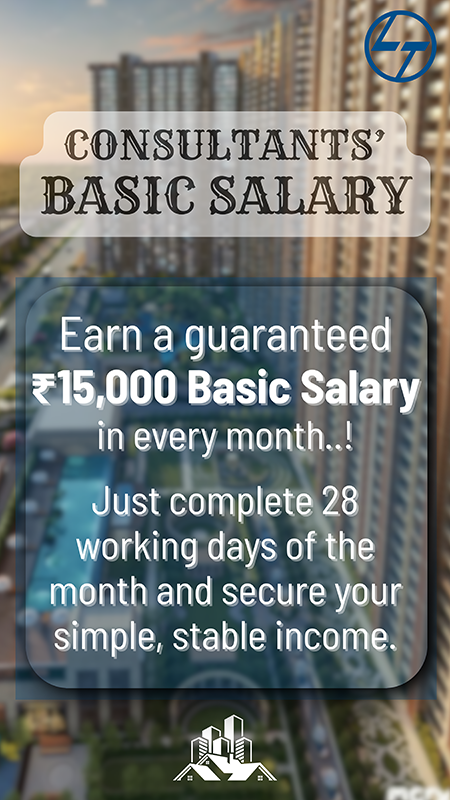 LT
CONSULTANTS'
BASIC SALARY
Earn a guaranteed
₹15,000 Basic Salary
in every month..!
Just complete 28
working days of the
month and secure your
simple, stable income.